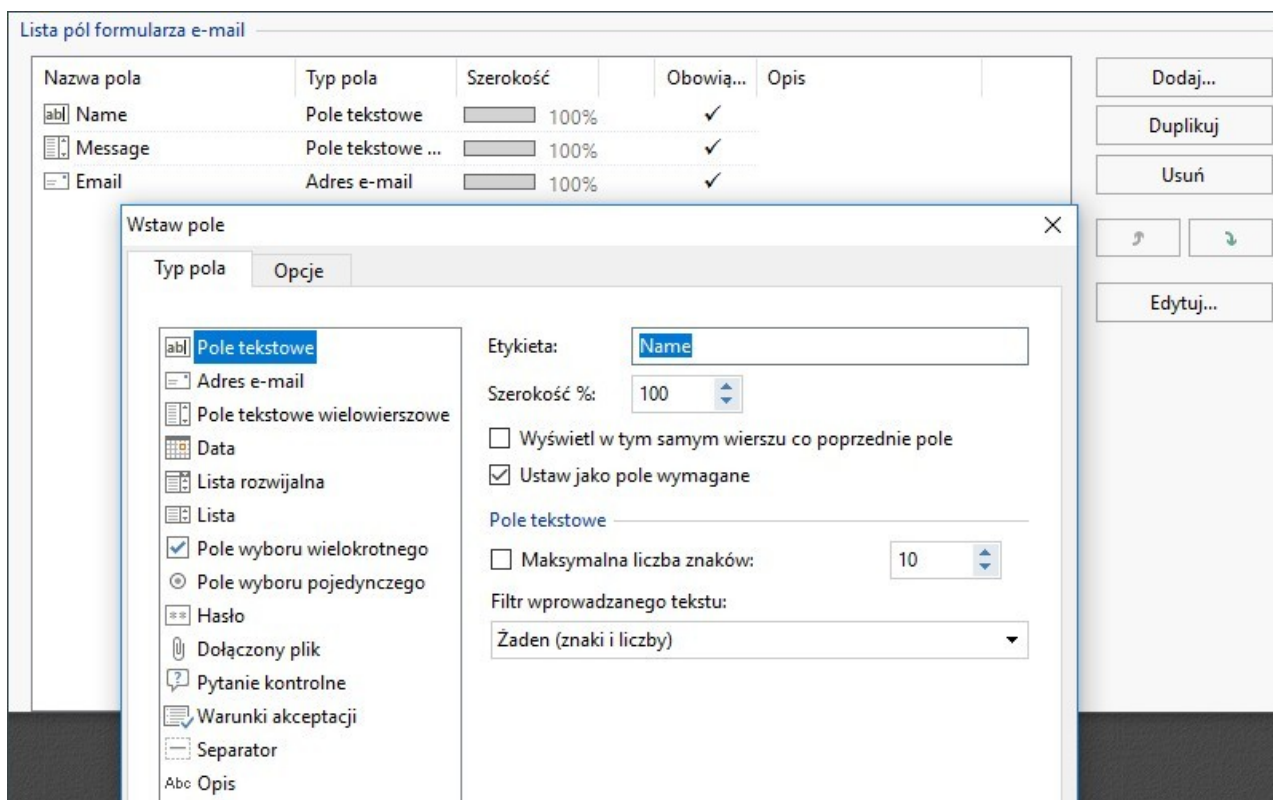 Lista pól formularza e-mail
Nazwa pola Typ pola Szerokość Obowią... Opis
Name Pole tekstowe 100%
Message Pole tekstowe ... 100%
Email Adres e-mail 100%
Dodaj...
Duplikuj
Usuń
Edytuj...
Wstaw pole
Typ pola Opcje
Pole tekstowe
Adres e-mail
Pole tekstowe wielowierszowe
Data
Lista rozwijalna
Lista
Pole wyboru wielokrotnego
Pole wyboru pojedynczego
Hasło
Dołączony plik
Pytanie kontrolne
Warunki akceptacji
Separator
Abc Opis
Etykieta: Name
Szerokość %: 100
Wyświetl w tym samym wierszu co poprzednie pole
Ustaw jako pole wymagane
Pole tekstowe
Maksymalna liczba znaków: 10
Filtr wprowadzanego tekstu:
Żaden (znaki i liczby)